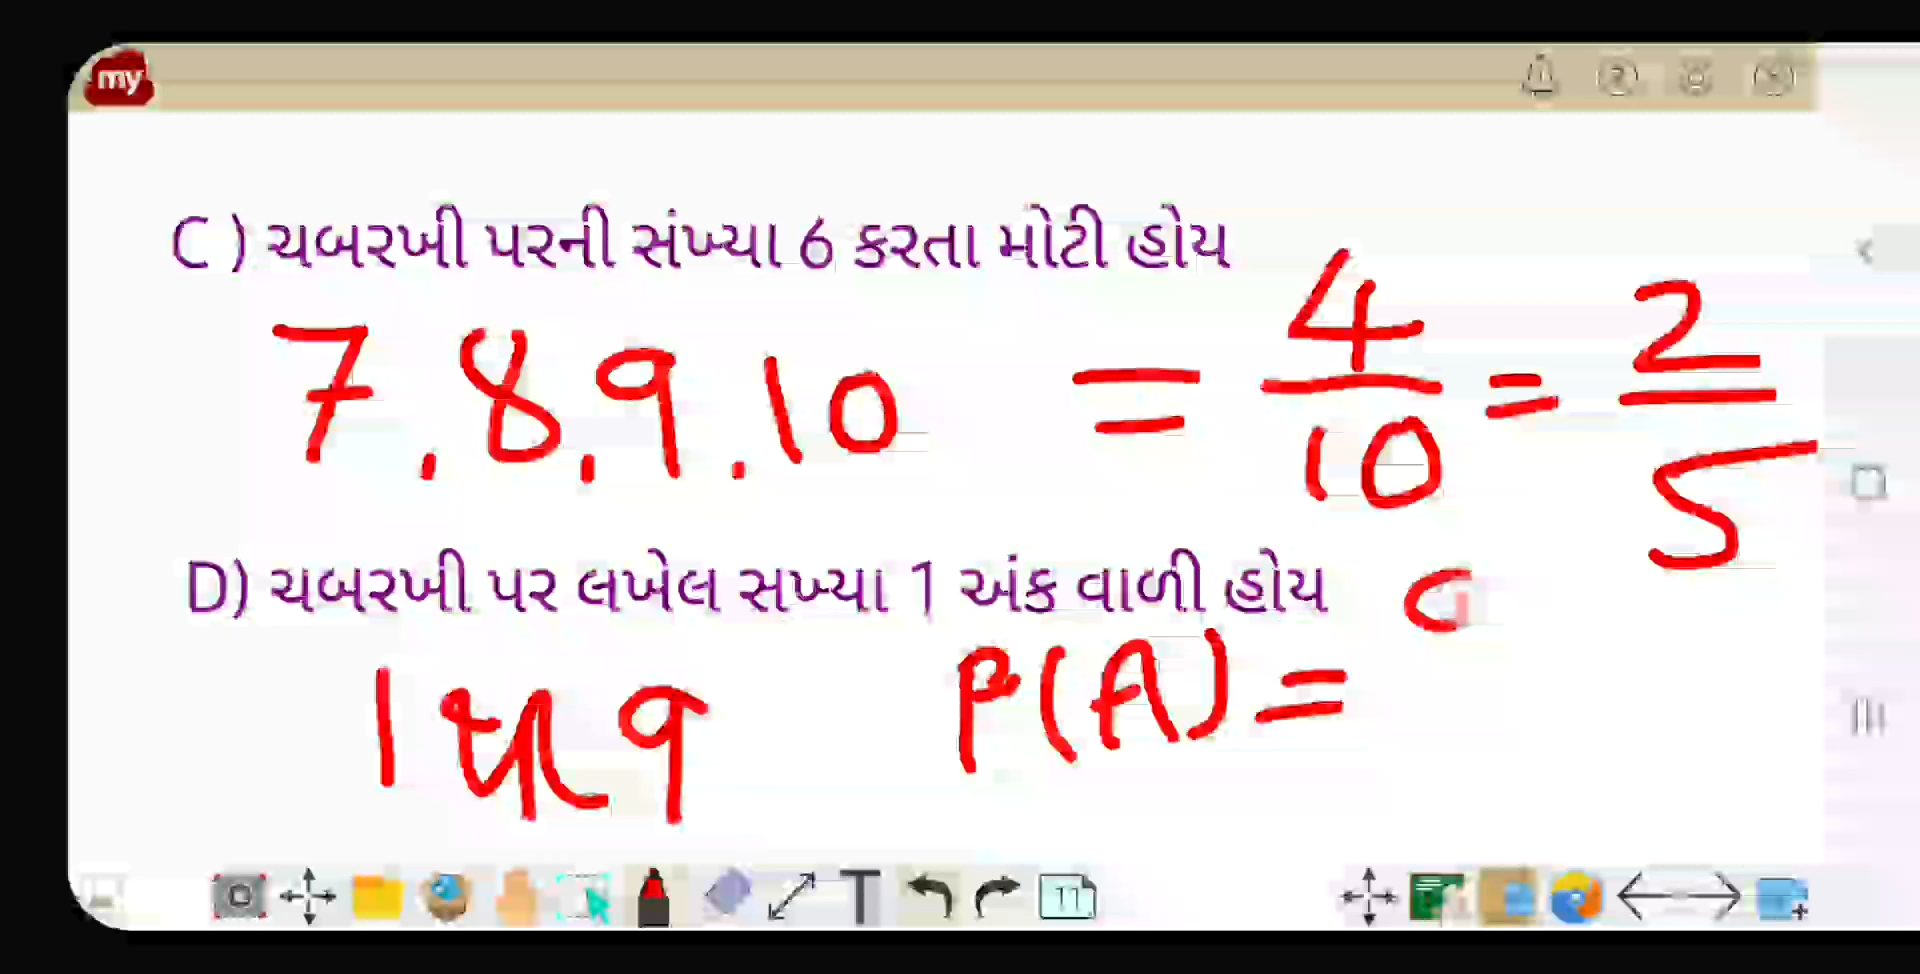 my
C ) ચબરખી પરની સંખ્યા 6 કરતા મોટી હોય
7, 8, 9, 10 = 4/10 = 2/5
D) ચબરખી પર લખેલ સખ્યા 1 અંક વાળી હોય
1 થી 9 P(A) =
T 11